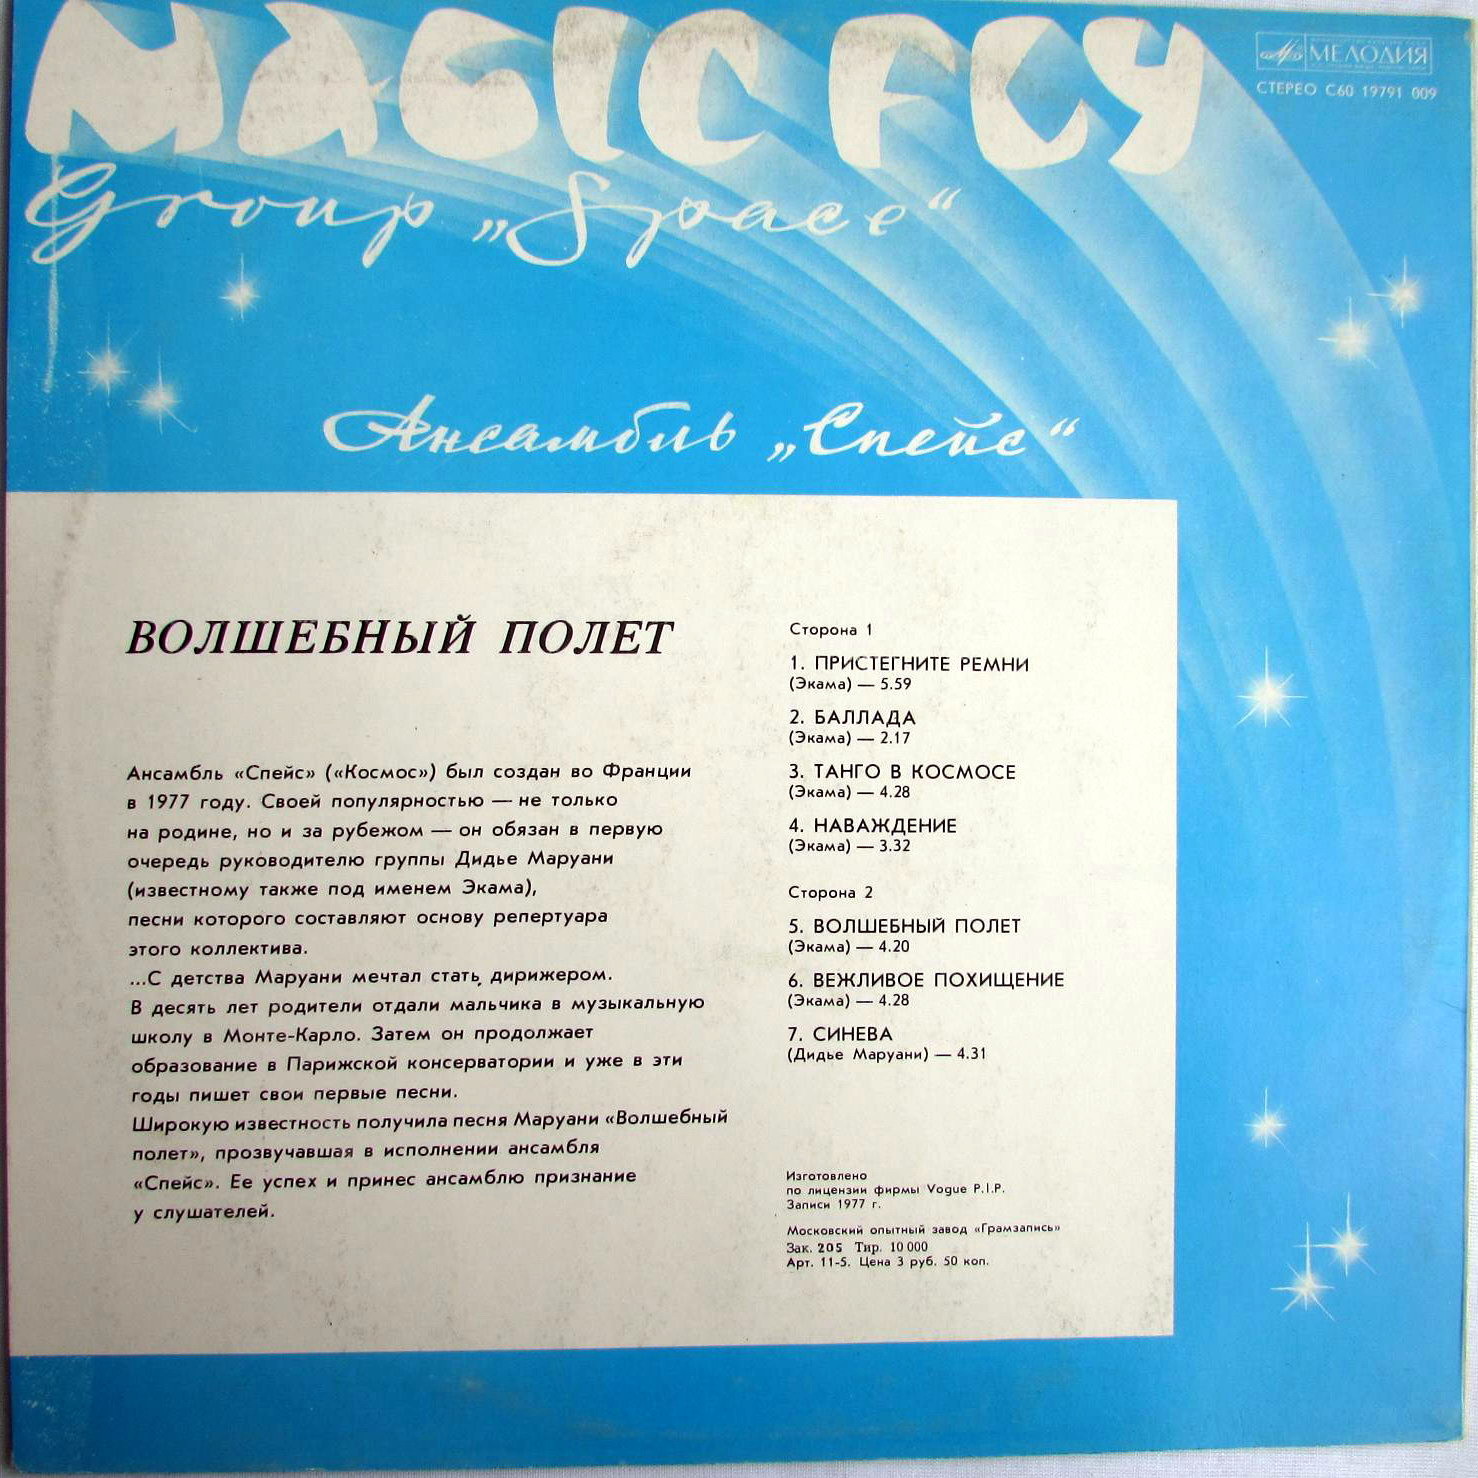 MAGIC FLY
МЕЛОДИЯ
СТЕРЕО С60 19791 009
Group „Space“
Ансамбль „Спейс“
ВОЛШЕБНЫЙ ПОЛЕТ
Ансамбль «Спейс» («Космос») был создан во Франции
в 1977 году. Своей популярностью — не только
на родине, но и за рубежом — он обязан в первую
очередь руководителю группы Дидье Маруани
(известному также под именем Экама),
песни которого составляют основу репертуара
этого коллектива.
...С детства Маруани мечтал стать дирижером.
В десять лет родители отдали мальчика в музыкальную
школу в Монте-Карло. Затем он продолжает
образование в Парижской консерватории и уже в эти
годы пишет свои первые песни.
Широкую известность получила песня Маруани «Волшебный
полет», прозвучавшая в исполнении ансамбля
«Спейс». Ее успех и принес ансамблю признание
у слушателей.
Сторона 1
1. ПРИСТЕГНИТЕ РЕМНИ
(Экама) — 5.59
2. БАЛЛАДА
(Экама) — 2.17
3. ТАНГО В КОСМОСЕ
(Экама) — 4.28
4. НАВАЖДЕНИЕ
(Экама) — 3.32
Сторона 2
5. ВОЛШЕБНЫЙ ПОЛЕТ
(Экама) — 4.20
6. ВЕЖЛИВОЕ ПОХИЩЕНИЕ
(Экама) — 4.28
7. СИНЕВА
(Дидье Маруани) — 4.31
Изготовлено
по лицензии фирмы Vogue P.I.P.
Записи 1977 г.
Московский опытный завод «Грамзапись»
Зак. 205 Тир. 10 000
Арт. 11-5. Цена 3 руб. 50 коп.